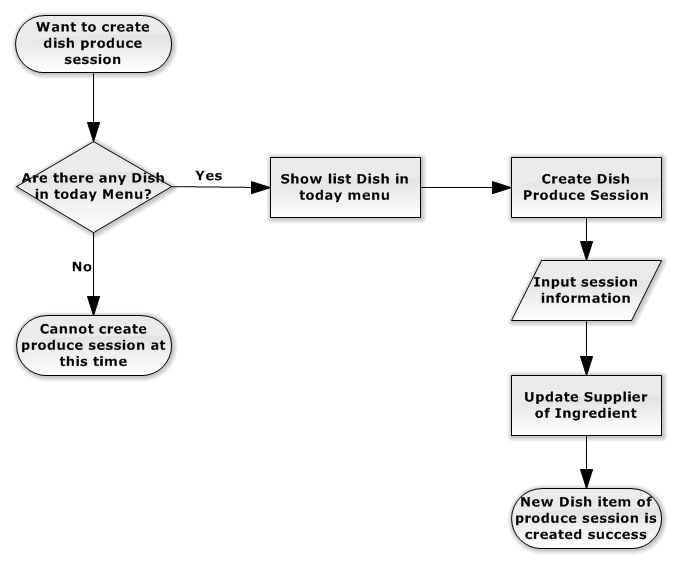 Want to create
dish produce
session
Are there any Dish
in today Menu?
Yes
Show list Dish in
today menu
Create Dish
Produce Session
No
Input session
information
Cannot create
produce session at
this time
Update Supplier
of Ingredient
New Dish item of
produce session is
created success